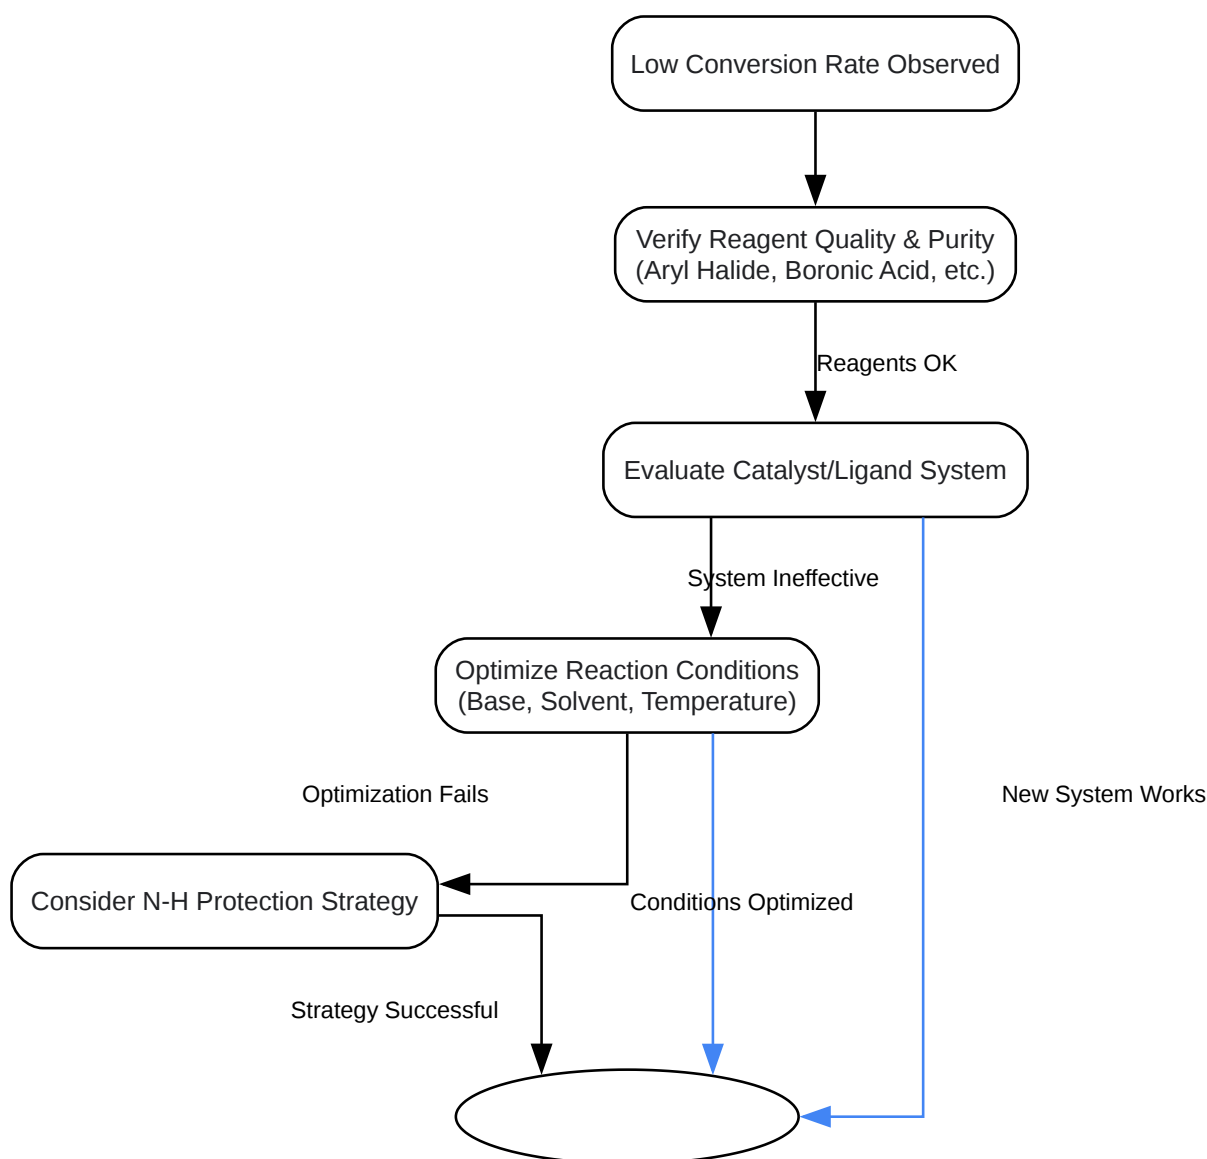 Low Conversion Rate Observed
Verify Reagent Quality & Purity
(Aryl Halide, Boronic Acid, etc.)
Reagents OK
Evaluate Catalyst/Ligand System
System Ineffective
Optimize Reaction Conditions
(Base, Solvent, Temperature)
Optimization Fails
New System Works
Consider N-H Protection Strategy
Conditions Optimized
Strategy Successful